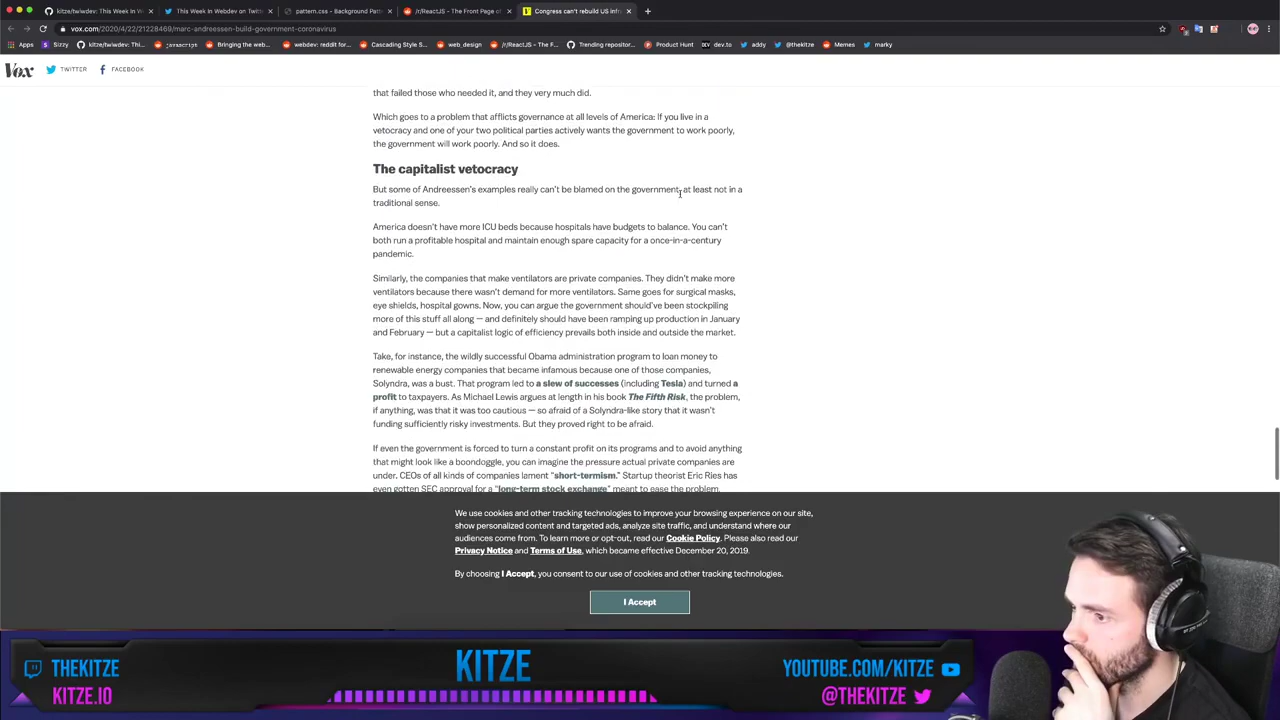 kitze/twiwdev: This Week In W
This Week In Webdev on Twitt
pattern.css - Background Patt
/r/ReactJS - The Front Page of
Congress can't rebuild US infr
vox.com/2020/4/22/21228469/marc-andreessen-build-government-coronavirus
Apps
Sizzy
kitze/twiwdev: Thi...
javascript
Bringing the web...
webdev: reddit for...
Cascading Style S...
web_design
/r/ReactJS - The F...
Trending repositor...
Product Hunt
dev.to
addy
@thekitze
Memes
marky
Vox
TWITTER
FACEBOOK
that failed those who needed it, and they very much did.
Which goes to a problem that afflicts governance at all levels of America: If you live in a
vetocracy and one of your two political parties actively wants the government to work poorly,
the government will work poorly. And so it does.
The capitalist vetocracy
But some of Andreessen's examples really can't be blamed on the government, at least not in a
traditional sense.
America doesn't have more ICU beds because hospitals have budgets to balance. You can't
both run a profitable hospital and maintain enough spare capacity for a once-in-a-century
pandemic.
Similarly, the companies that make ventilators are private companies. They didn't make more
ventilators because there wasn't demand for more ventilators. Same goes for surgical masks,
eye shields, hospital gowns. Now, you can argue the government should've been stockpiling
more of this stuff all along — and definitely should have been ramping up production in January
and February — but a capitalist logic of efficiency prevails both inside and outside the market.
Take, for instance, the wildly successful Obama administration program to loan money to
renewable energy companies that became infamous because one of those companies,
Solyndra, was a bust. That program led to a slew of successes (including Tesla) and turned a
profit to taxpayers. As Michael Lewis argues at length in his book The Fifth Risk, the problem,
if anything, was that it was too cautious — so afraid of a Solyndra-like story that it wasn't
funding sufficiently risky investments. But they proved right to be afraid.
If even the government is forced to turn a constant profit on its programs and to avoid anything
that might look like a boondoggle, you can imagine the pressure actual private companies are
under. CEOs of all kinds of companies lament "short-termism." Startup theorist Eric Ries has
even gotten SEC approval for a "long-term stock exchange" meant to ease the problem.
We use cookies and other tracking technologies to improve your browsing experience on our site,
show personalized content and targeted ads, analyze site traffic, and understand where our
audiences come from. To learn more or opt-out, read our Cookie Policy. Please also read our
Privacy Notice and Terms of Use, which became effective December 20, 2019.
By choosing I Accept, you consent to our use of cookies and other tracking technologies.
I Accept
THEKITZE
KITZE.IO
KITZE
YOUTUBE.COM/KITZE
@THEKITZE